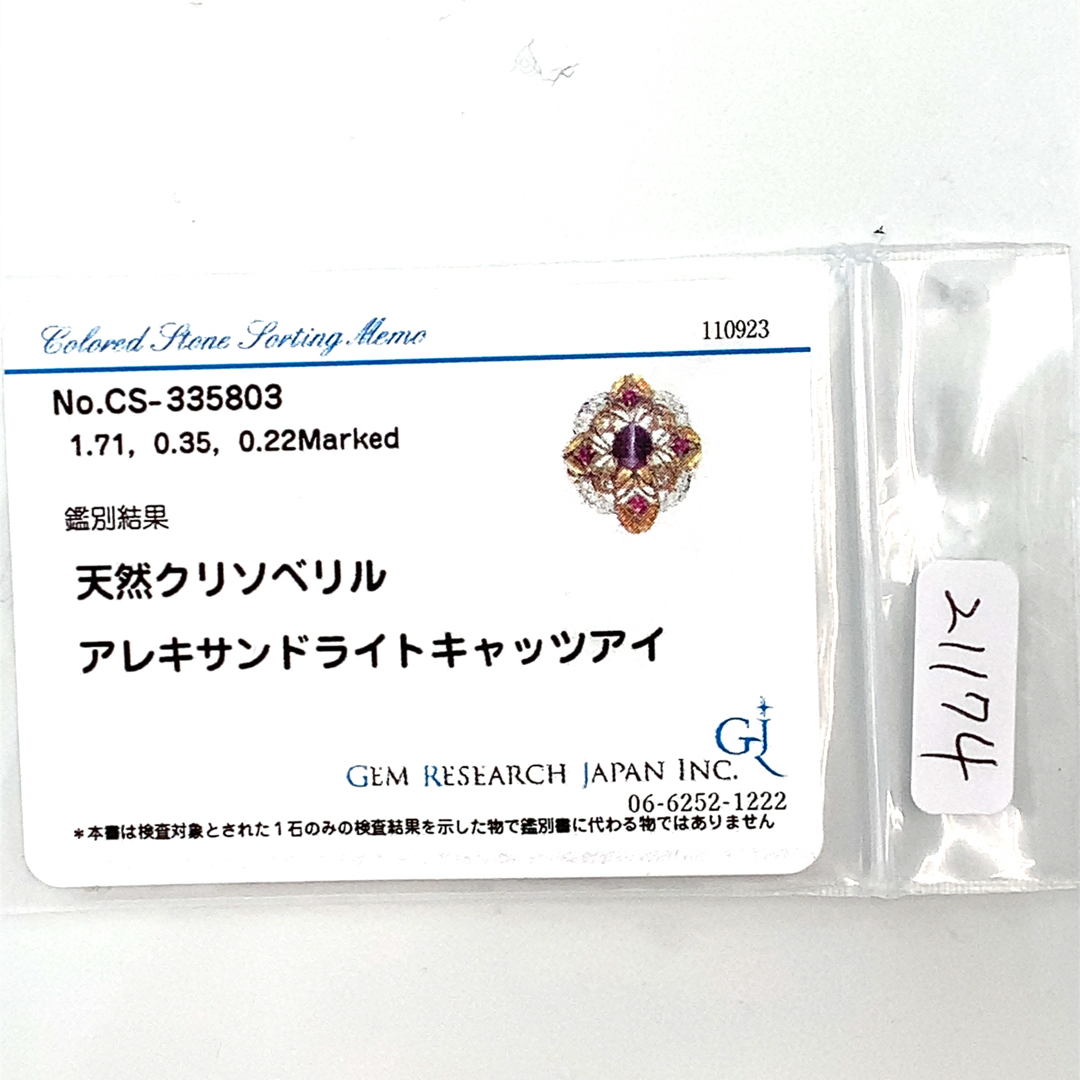 Colored Stone Sorting Memo
110923
No.CS-335803
1.71, 0.35, 0.22Marked
鑑別結果
天然クリソベリル
アレキサンドライトキャッツアイ
GJ
GEM RESEARCH JAPAN INC.
06-6252-1222
*本書は検査対象とされた1石のみの検査結果を示した物で鑑別書に代わる物ではありません
21174